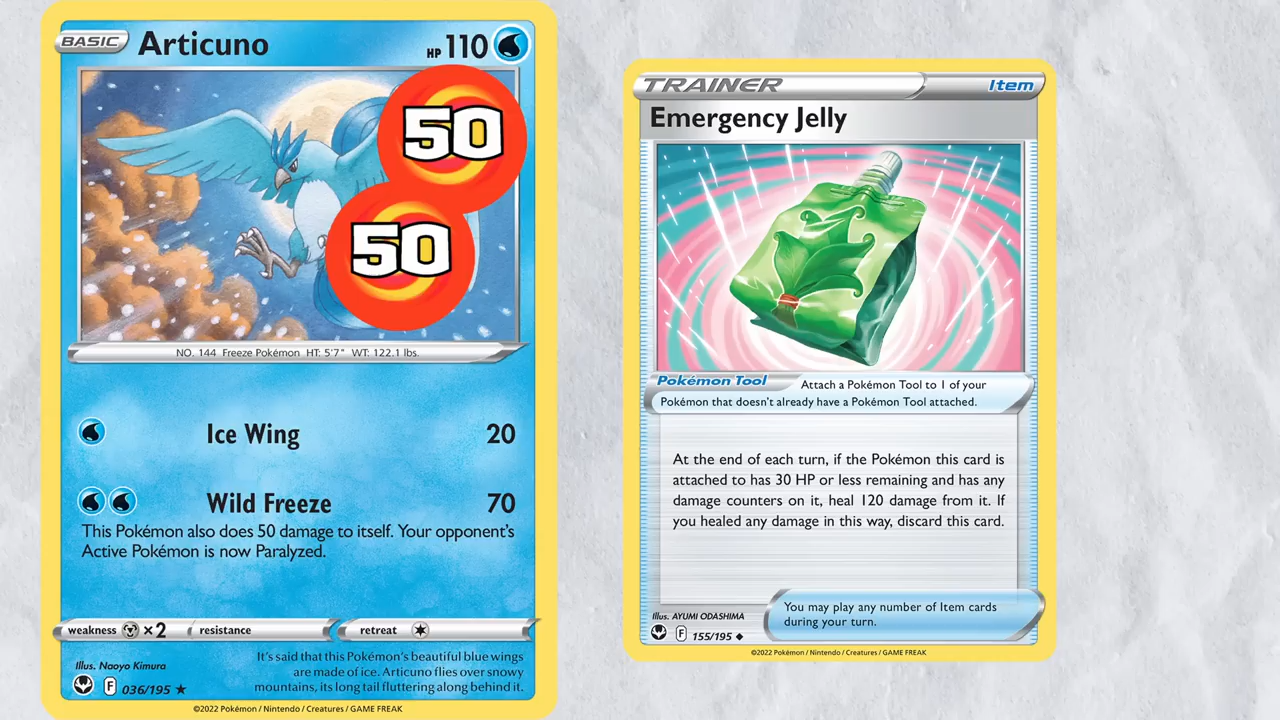 BASIC Articuno HP 110
50
50
NO. 144 Freeze Pokémon HT: 5'7" WT: 122.1 lbs.
Ice Wing 20
Wild Freeze 70
This Pokémon also does 50 damage to itself. Your opponent's
Active Pokémon is now Paralyzed.
weakness ×2 resistance retreat
Illus. Naoyo Kimura
F 036/195 ★
It's said that this Pokémon's beautiful blue wings
are made of ice. Articuno flies over snowy
mountains, its long tail fluttering along behind it.
©2022 Pokémon / Nintendo / Creatures / GAME FREAK
TRAINER Item
Emergency Jelly
Pokémon Tool Attach a Pokémon Tool to 1 of your
Pokémon that doesn't already have a Pokémon Tool attached.
At the end of each turn, if the Pokémon this card is
attached to has 30 HP or less remaining and has any
damage counters on it, heal 120 damage from it. If
you healed any damage in this way, discard this card.
Illus. AYUMI ODASHIMA
F 155/195 ◆
You may play any number of Item cards
during your turn.
©2022 Pokémon / Nintendo / Creatures / GAME FREAK